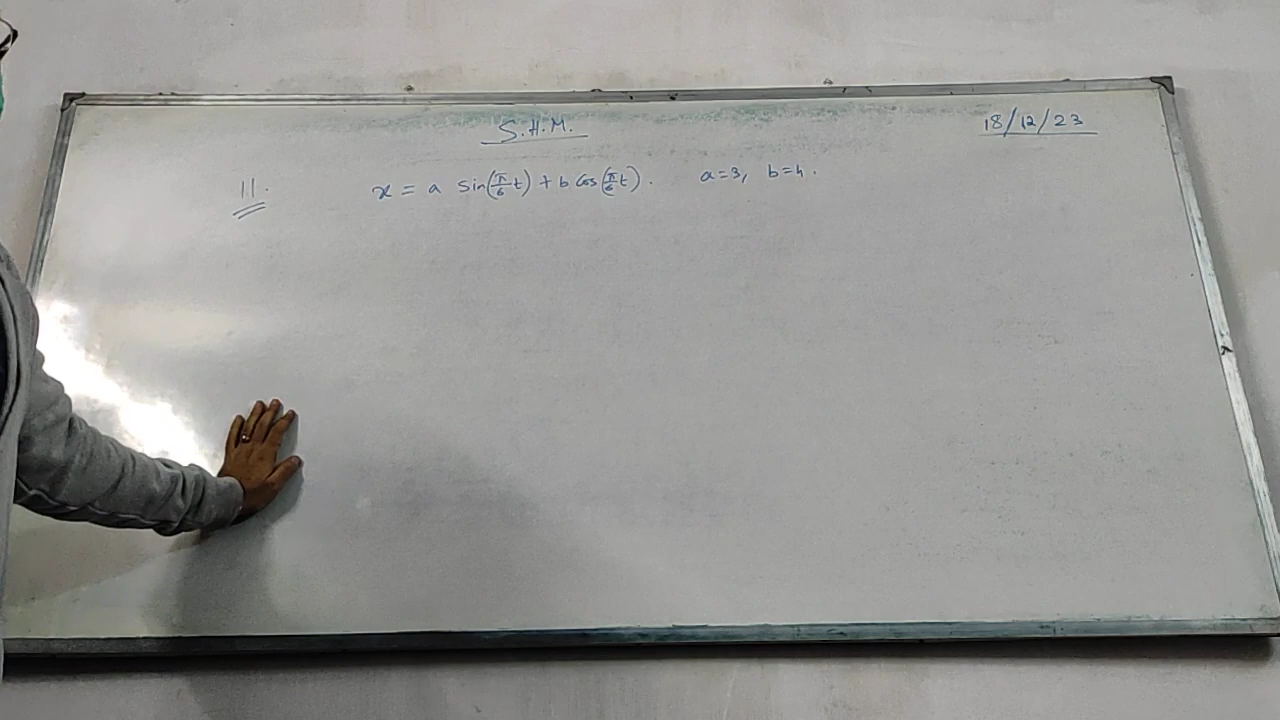 S.H.M.
18/12/23
11. x = a sin(π/6 t) + b cos(π/6 t). a=3, b=4.